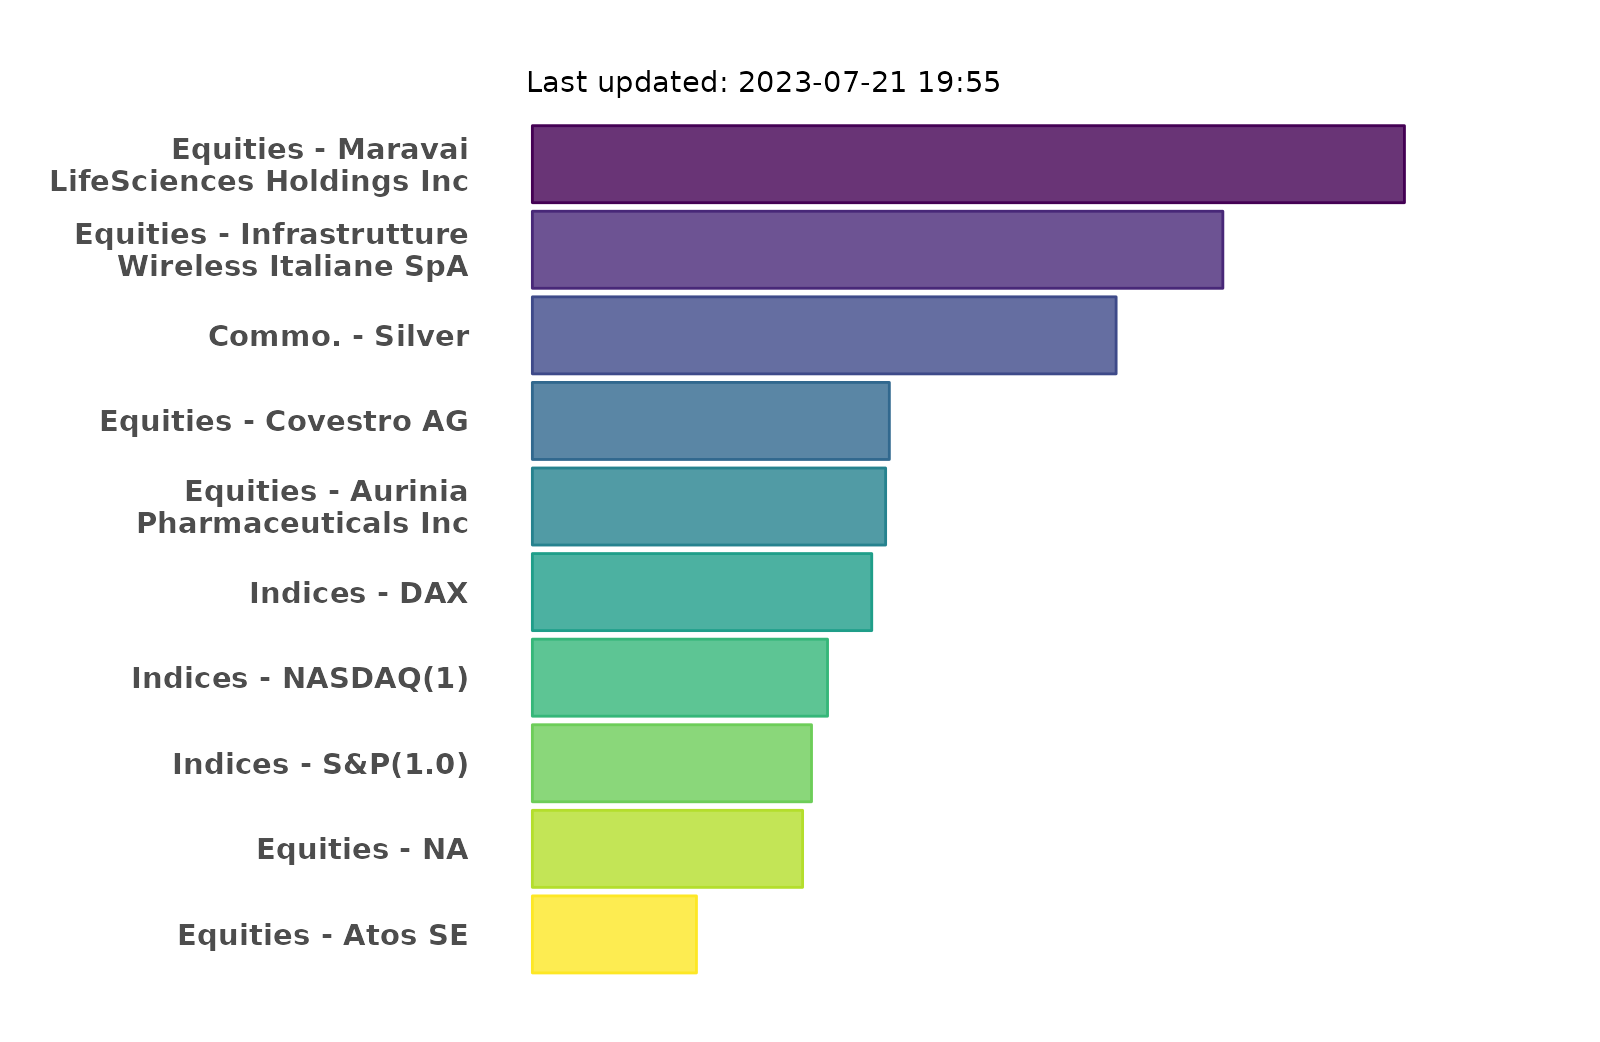 Last updated: 2023-07-21 19:55
Equities - Maravai
LifeSciences Holdings Inc
Equities - Infrastrutture
Wireless Italiane SpA
Commo. - Silver
Equities - Covestro AG
Equities - Aurinia
Pharmaceuticals Inc
Indices - DAX
Indices - NASDAQ(1)
Indices - S&P(1.0)
Equities - NA
Equities - Atos SE